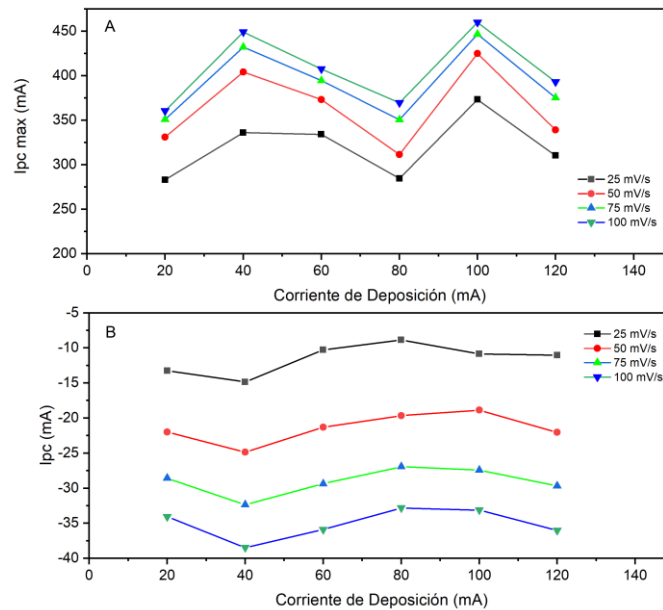 A
450
400
350
300
250
200
Ipc max (mA)
25 mV/s
50 mV/s
75 mV/s
100 mV/s
0 20 40 60 80 100 120 140
Corriente de Deposición (mA)
B
-5
-10
-15
-20
-25
-30
-35
-40
Ipc (mA)
25 mV/s
50 mV/s
75 mV/s
100 mV/s
0 20 40 60 80 100 120 140
Corriente de Deposición (mA)